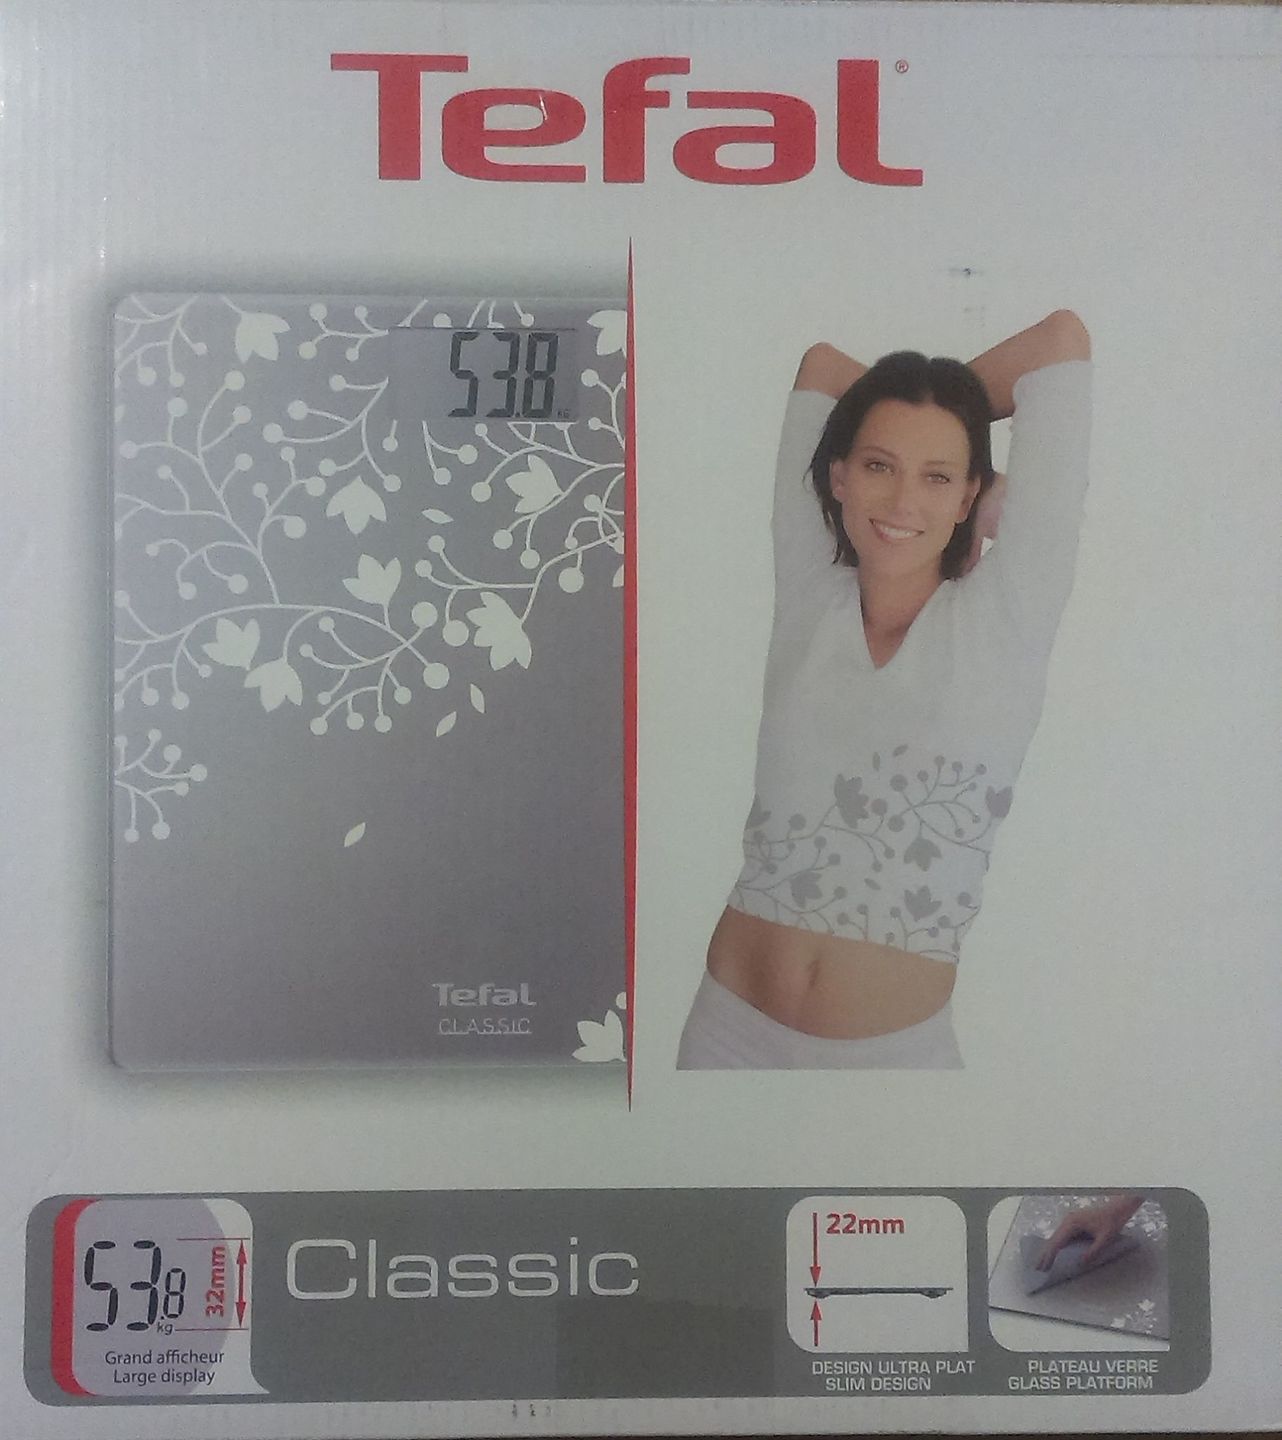 Tefal®
53.8 KG
Tefal
CLASSIC
53.8 kg
32mm
Grand afficheur
Large display
Classic
22mm
DESIGN ULTRA PLAT
SLIM DESIGN
PLATEAU VERRE
GLASS PLATFORM